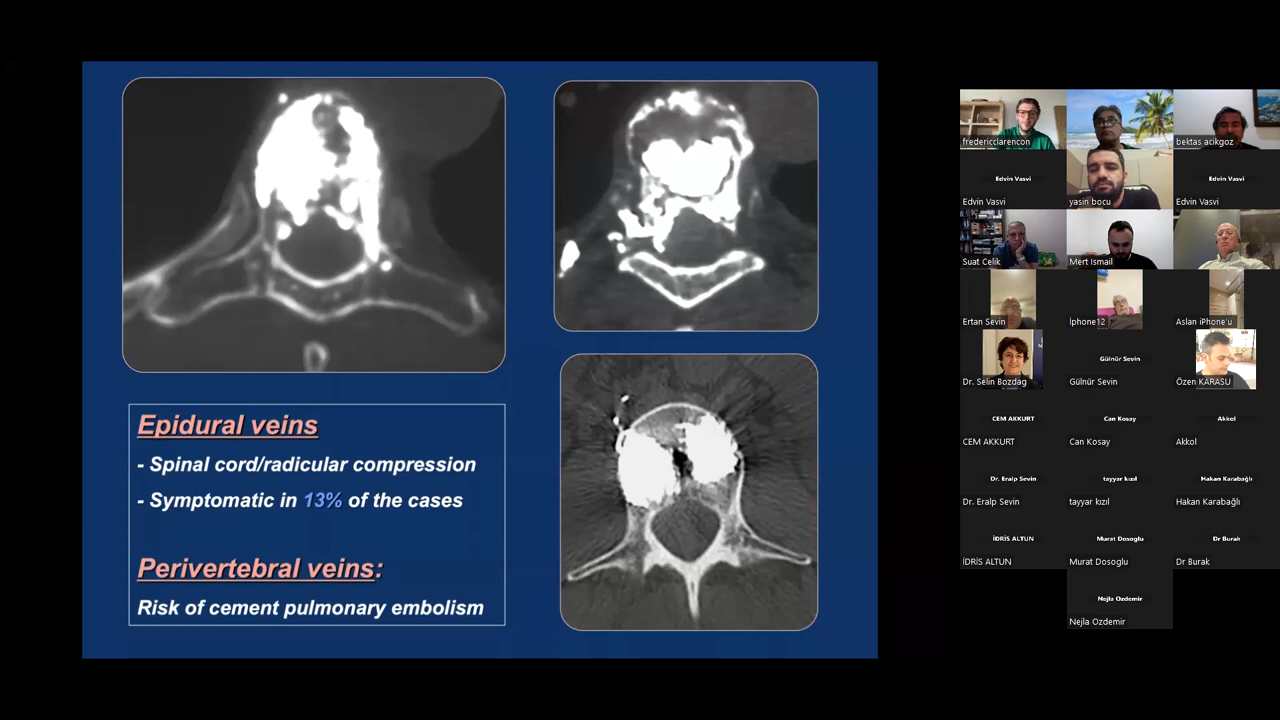 Epidural veins
- Spinal cord/radicular compression
- Symptomatic in 13% of the cases
Perivertebral veins:
Risk of cement pulmonary embolism
fredericclarencon
bektas acikgoz
Edvin Vasvi
Edvin Vasvi
Edvin Vasvi
yasin bocu
Edvin Vasvi
Suat Celik
Mert Ismail
Ertan Sevin
İphone12
Aslan iPhone'u
Gülnür Sevin
Dr. Selin Bozdag
Gülnür Sevin
Özen KARASU
CEM AKKURT
Can Kosay
Akkol
CEM AKKURT
Can Kosay
Akkol
Dr. Eralp Sevin
tayyar kızıl
Hakan Karabağlı
Dr. Eralp Sevin
tayyar kızıl
Hakan Karabağlı
İDRİS ALTUN
Murat Dosoglu
Dr Burak
İDRİS ALTUN
Murat Dosoglu
Dr Burak
Nejla Ozdemir
Nejla Ozdemir